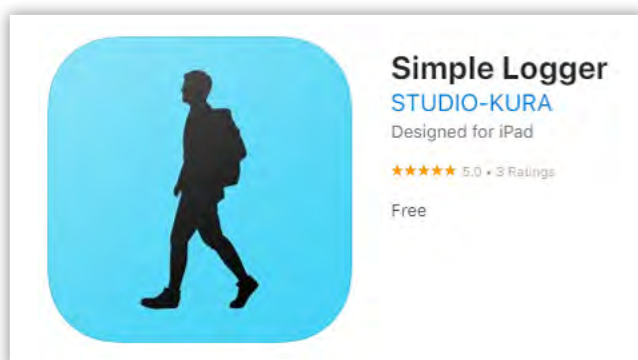 Simple Logger
STUDIO-KURA
Designed for iPad
★★★★★ 5.0 • 3 Ratings
Free